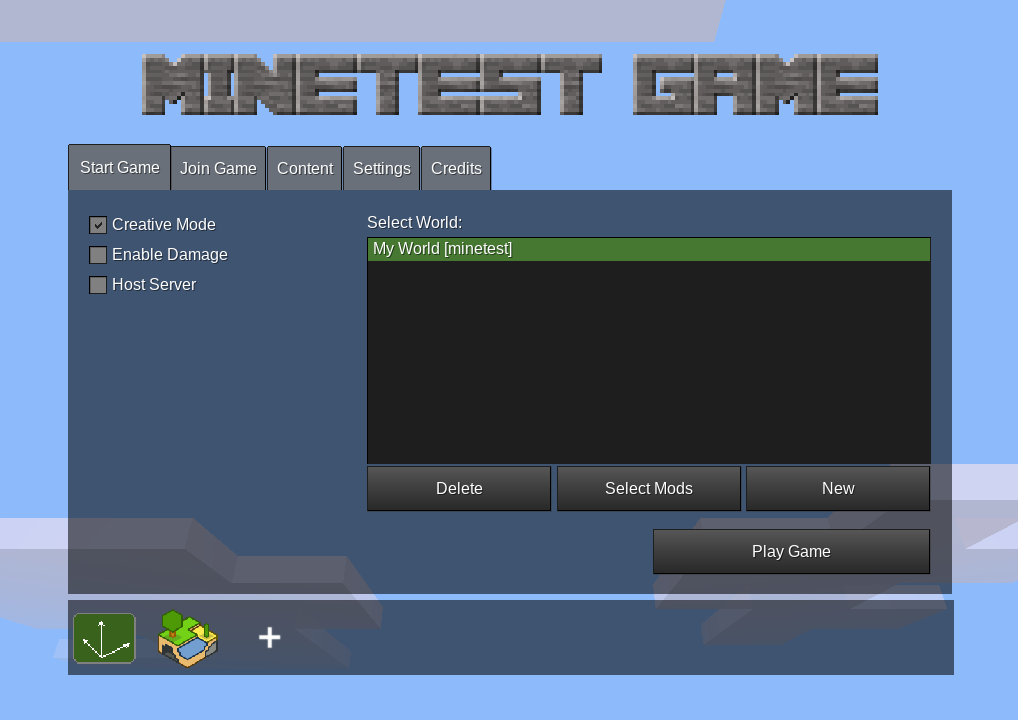 MINETEST GAME
Start Game Join Game Content Settings Credits
Creative Mode
Enable Damage
Host Server
Select World:
My World [minetest]
Delete Select Mods New
Play Game